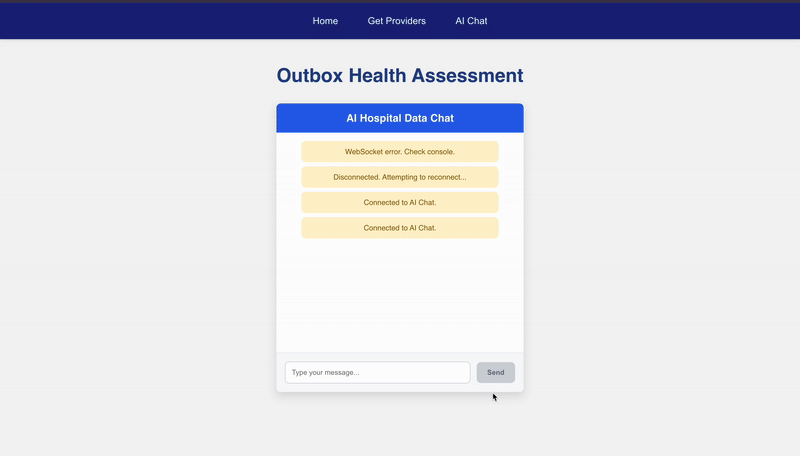 Home Get Providers AI Chat
Outbox Health Assessment
AI Hospital Data Chat
WebSocket error. Check console.
Disconnected. Attempting to reconnect...
Connected to AI Chat.
Connected to AI Chat.
Type your message... Send